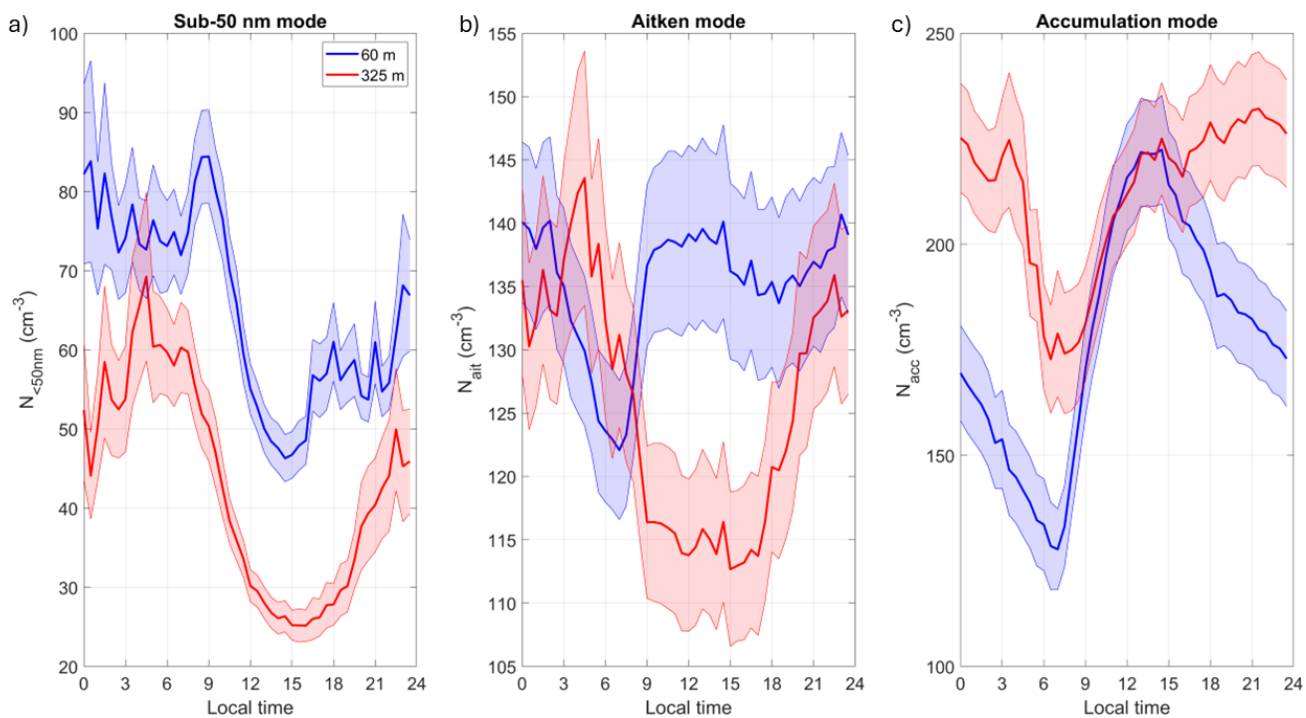 a)
Sub-50 nm mode
100
90
80
70
60
50
40
30
20
N<50nm (cm-3)
60 m
325 m
0 3 6 9 12 15 18 21 24
Local time
b)
Aitken mode
155
150
145
140
135
130
125
120
115
110
105
Nait (cm-3)
0 3 6 9 12 15 18 21 24
Local time
c)
Accumulation mode
250
200
150
100
Nacc (cm-3)
0 3 6 9 12 15 18 21 24
Local time